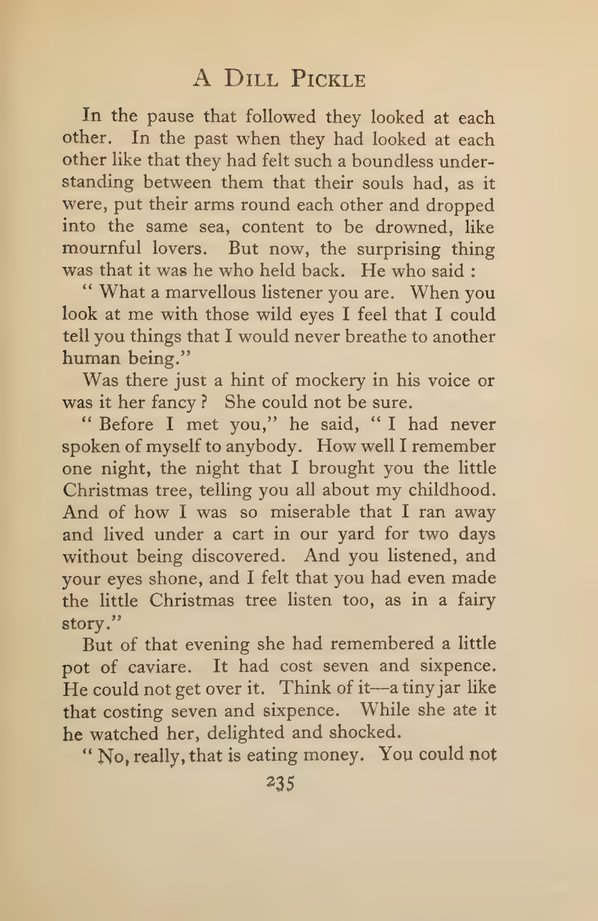 A DILL PICKLE
In the pause that followed they looked at each
other. In the past when they had looked at each
other like that they had felt such a boundless under-
standing between them that their souls had, as it
were, put their arms round each other and dropped
into the same sea, content to be drowned, like
mournful lovers. But now, the surprising thing
was that it was he who held back. He who said :
“ What a marvellous listener you are. When you
look at me with those wild eyes I feel that I could
tell you things that I would never breathe to another
human being.”
Was there just a hint of mockery in his voice or
was it her fancy ? She could not be sure.
“ Before I met you,” he said, “ I had never
spoken of myself to anybody. How well I remember
one night, the night that I brought you the little
Christmas tree, telling you all about my childhood.
And of how I was so miserable that I ran away
and lived under a cart in our yard for two days
without being discovered. And you listened, and
your eyes shone, and I felt that you had even made
the little Christmas tree listen too, as in a fairy
story.”
But of that evening she had remembered a little
pot of caviare. It had cost seven and sixpence.
He could not get over it. Think of it—a tiny jar like
that costing seven and sixpence. While she ate it
he watched her, delighted and shocked.
“ No, really, that is eating money. You could not
235